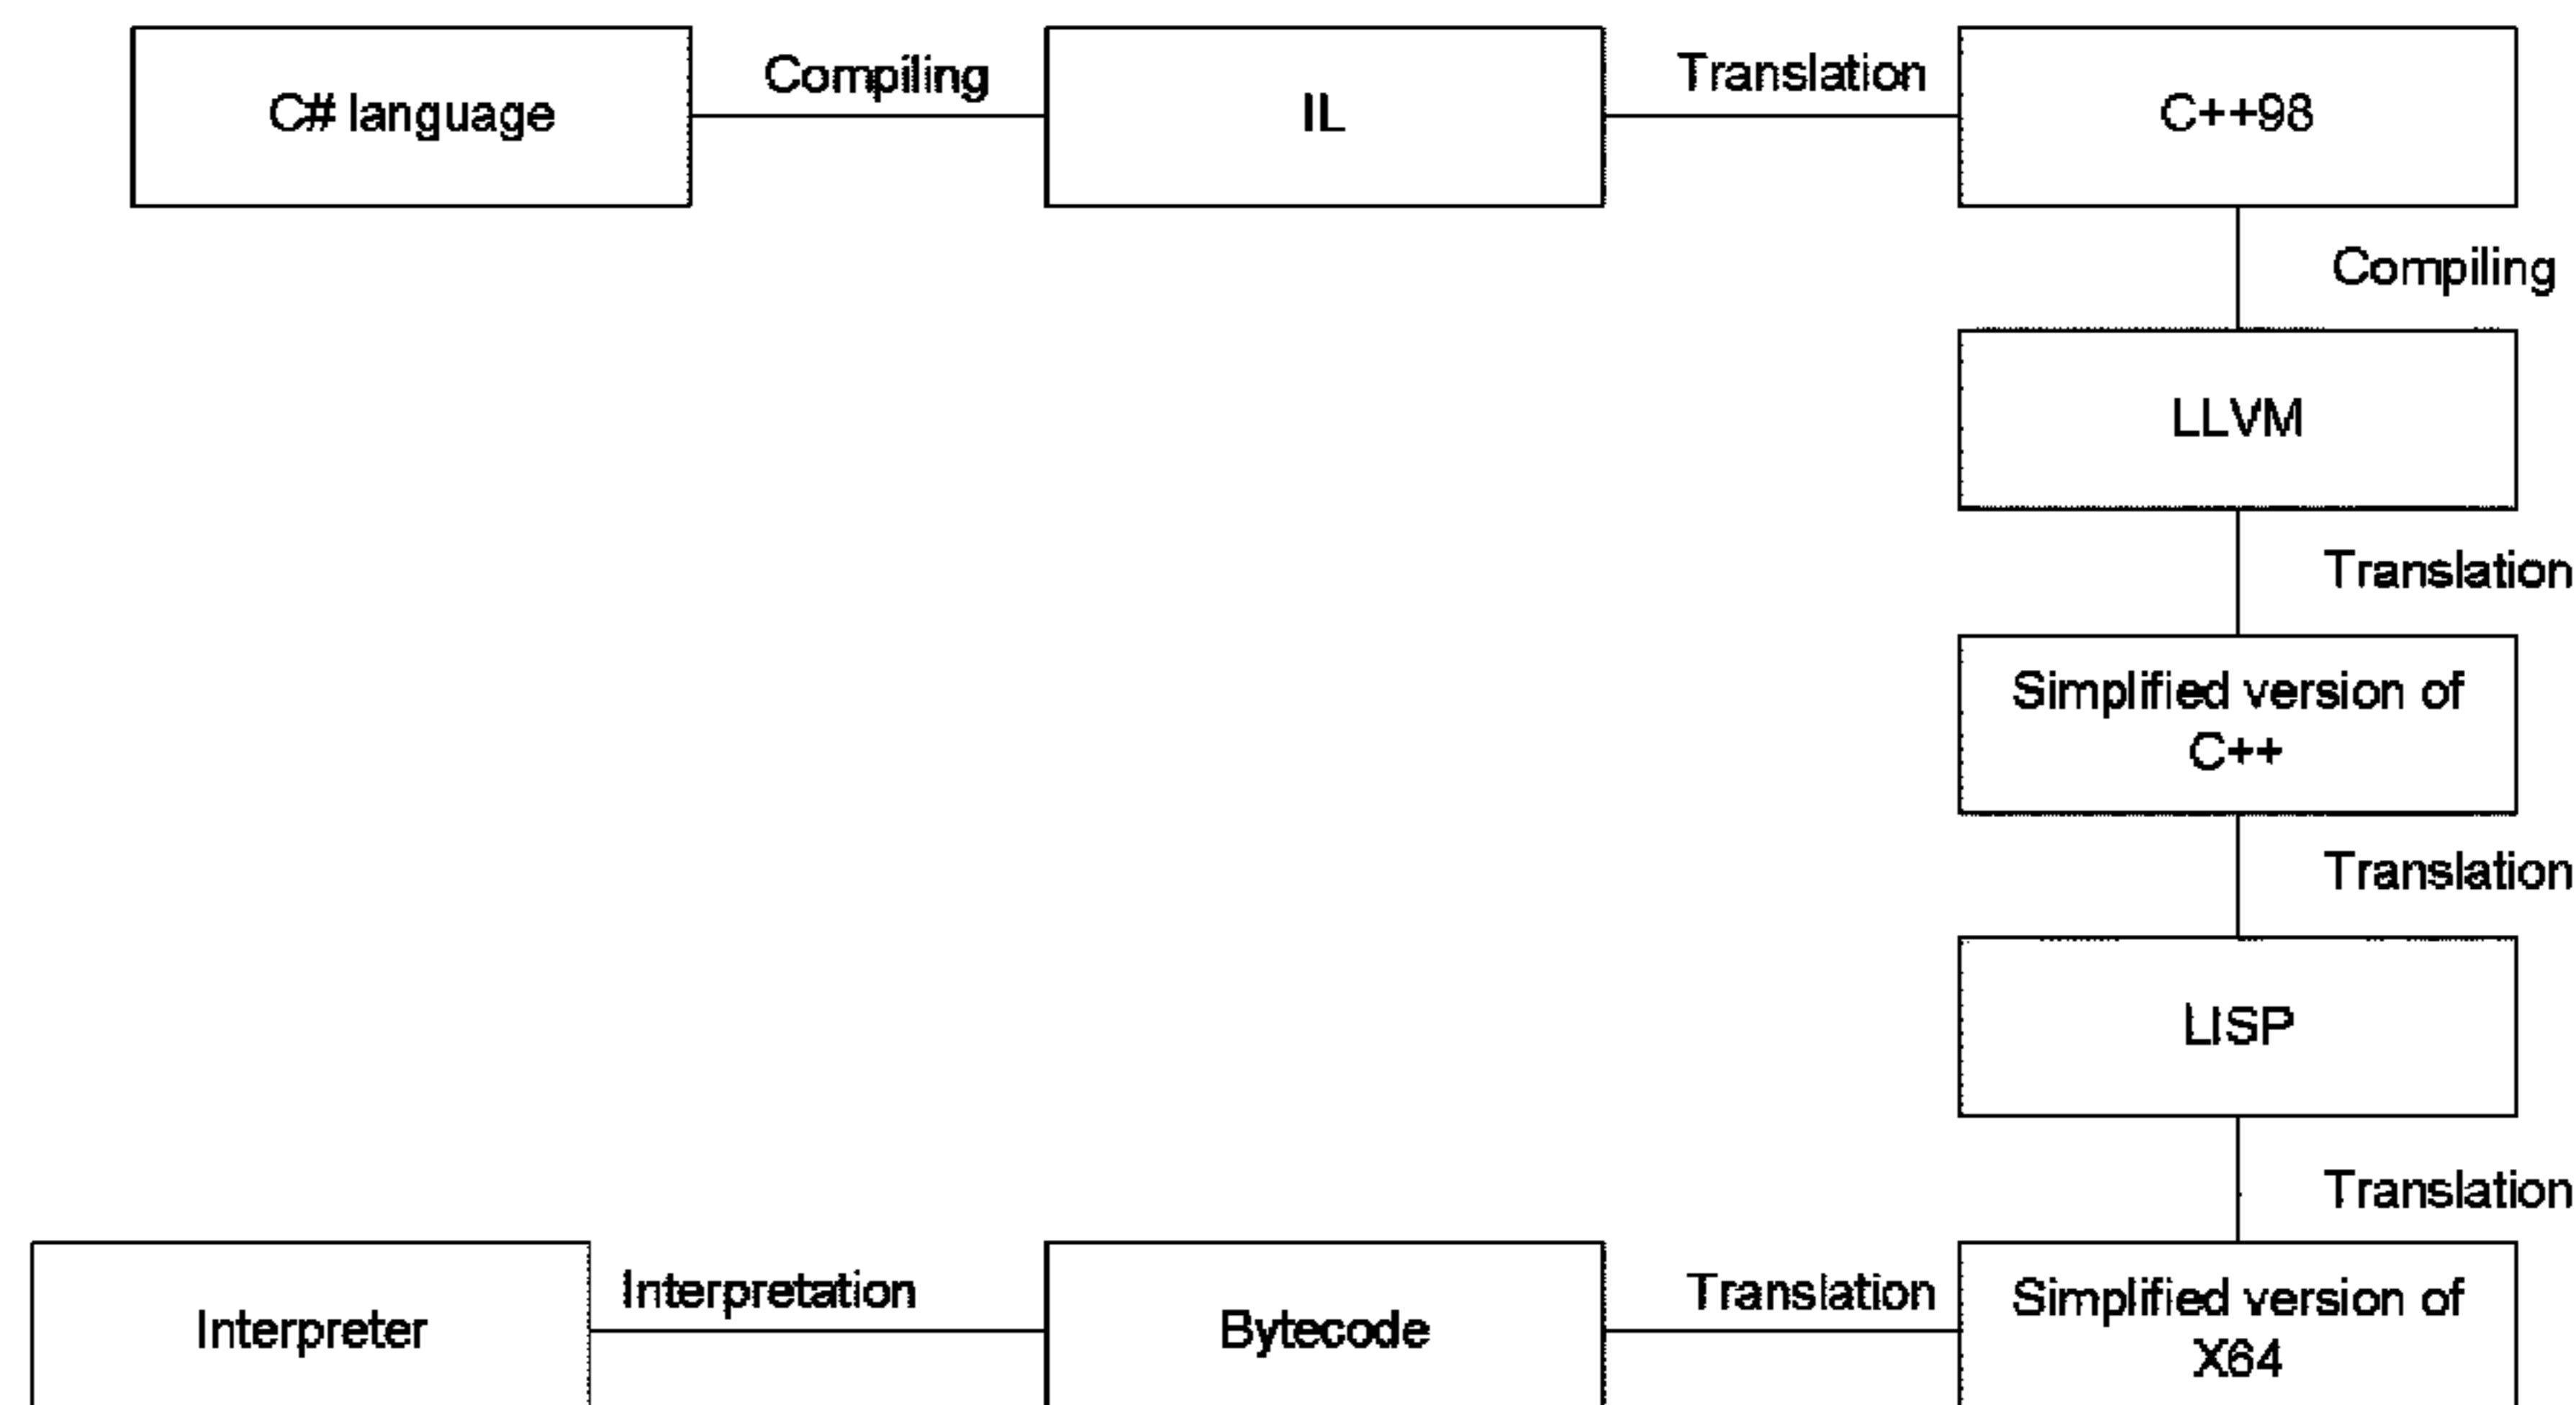 C# language
Compiling
IL
Translation
C++98
Compiling
LLVM
Translation
Simplified version of
C++
Translation
LISP
Translation
Interpreter
Interpretation
Bytecode
Translation
Simplified version of
X64